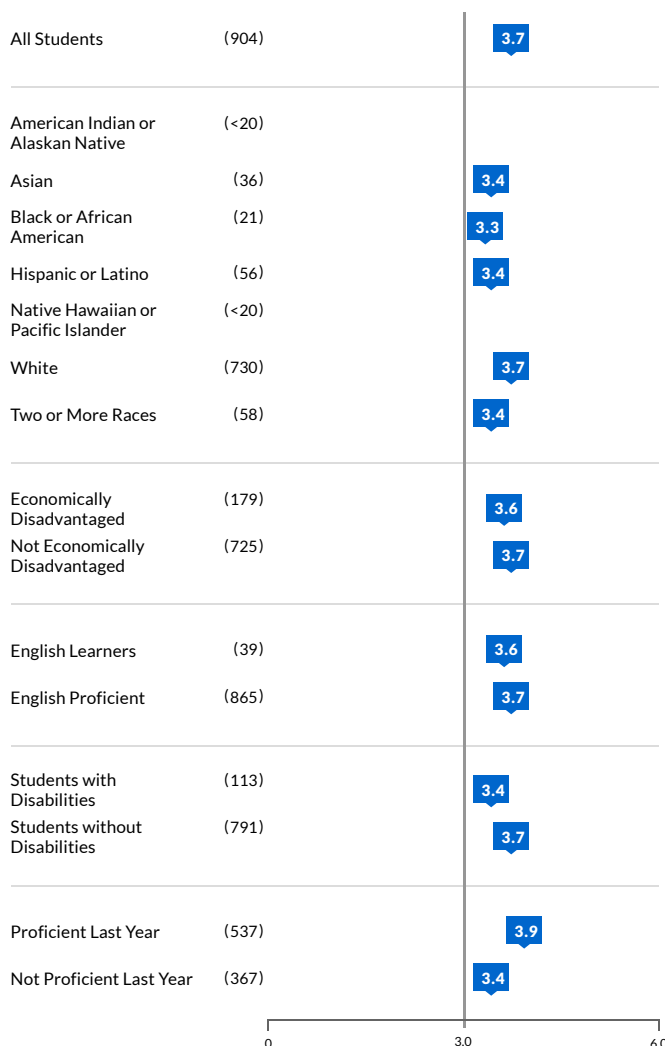 All Students (904) 3.7
American Indian or (<20)
Alaskan Native
Asian (36) 3.4
Black or African (21) 3.3
American
Hispanic or Latino (56) 3.4
Native Hawaiian or (<20)
Pacific Islander
White (730) 3.7
Two or More Races (58) 3.4
Economically (179) 3.6
Disadvantaged
Not Economically (725) 3.7
Disadvantaged
English Learners (39) 3.6
English Proficient (865) 3.7
Students with (113) 3.4
Disabilities
Students without (791) 3.7
Disabilities
Proficient Last Year (537) 3.9
Not Proficient Last Year (367) 3.4
0 3.0 6.0